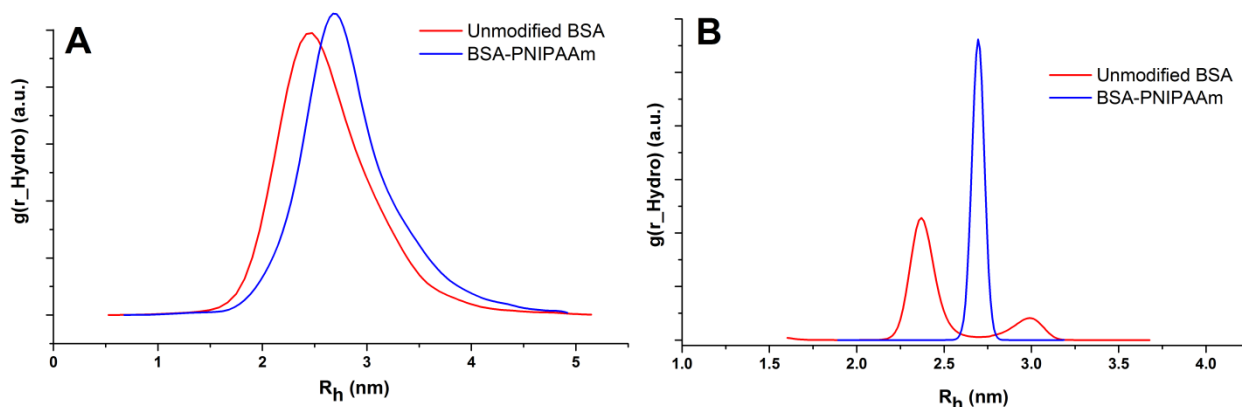 A
Unmodified BSA
BSA-PNIPAAm
g(r_Hydro) (a.u.)
0 1 2 3 4 5
Rh (nm)
B
Unmodified BSA
BSA-PNIPAAm
g(r_Hydro) (a.u.)
1.0 1.5 2.0 2.5 3.0 3.5 4.0
Rh (nm)